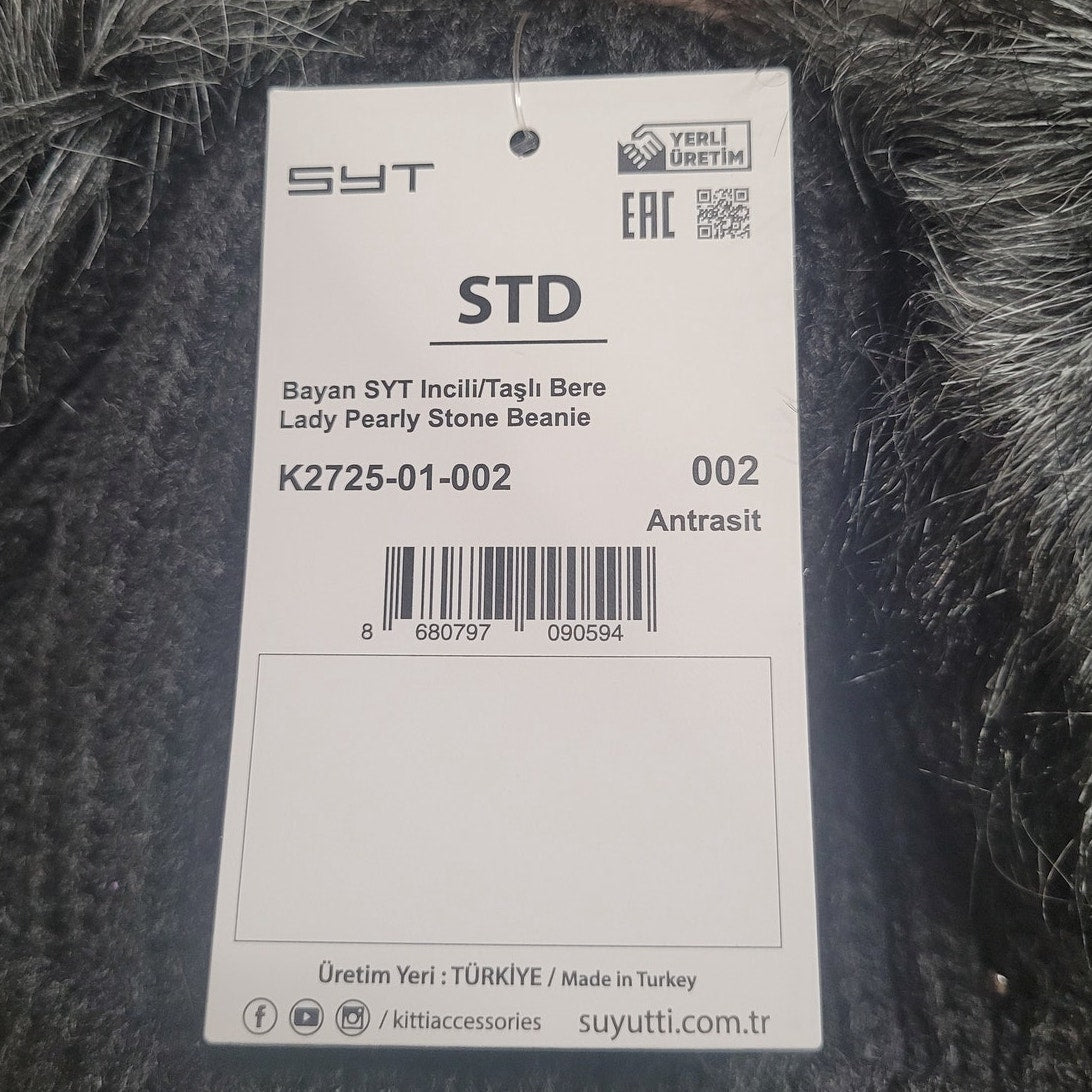 SYT
YERLİ
ÜRETİM
EAC
STD
Bayan SYT Incili/Taşlı Bere
Lady Pearly Stone Beanie
K2725-01-002
002
Antrasit
8 680797 090594
Üretim Yeri : TÜRKİYE / Made in Turkey
/ kittiaccessories suyutti.com.tr